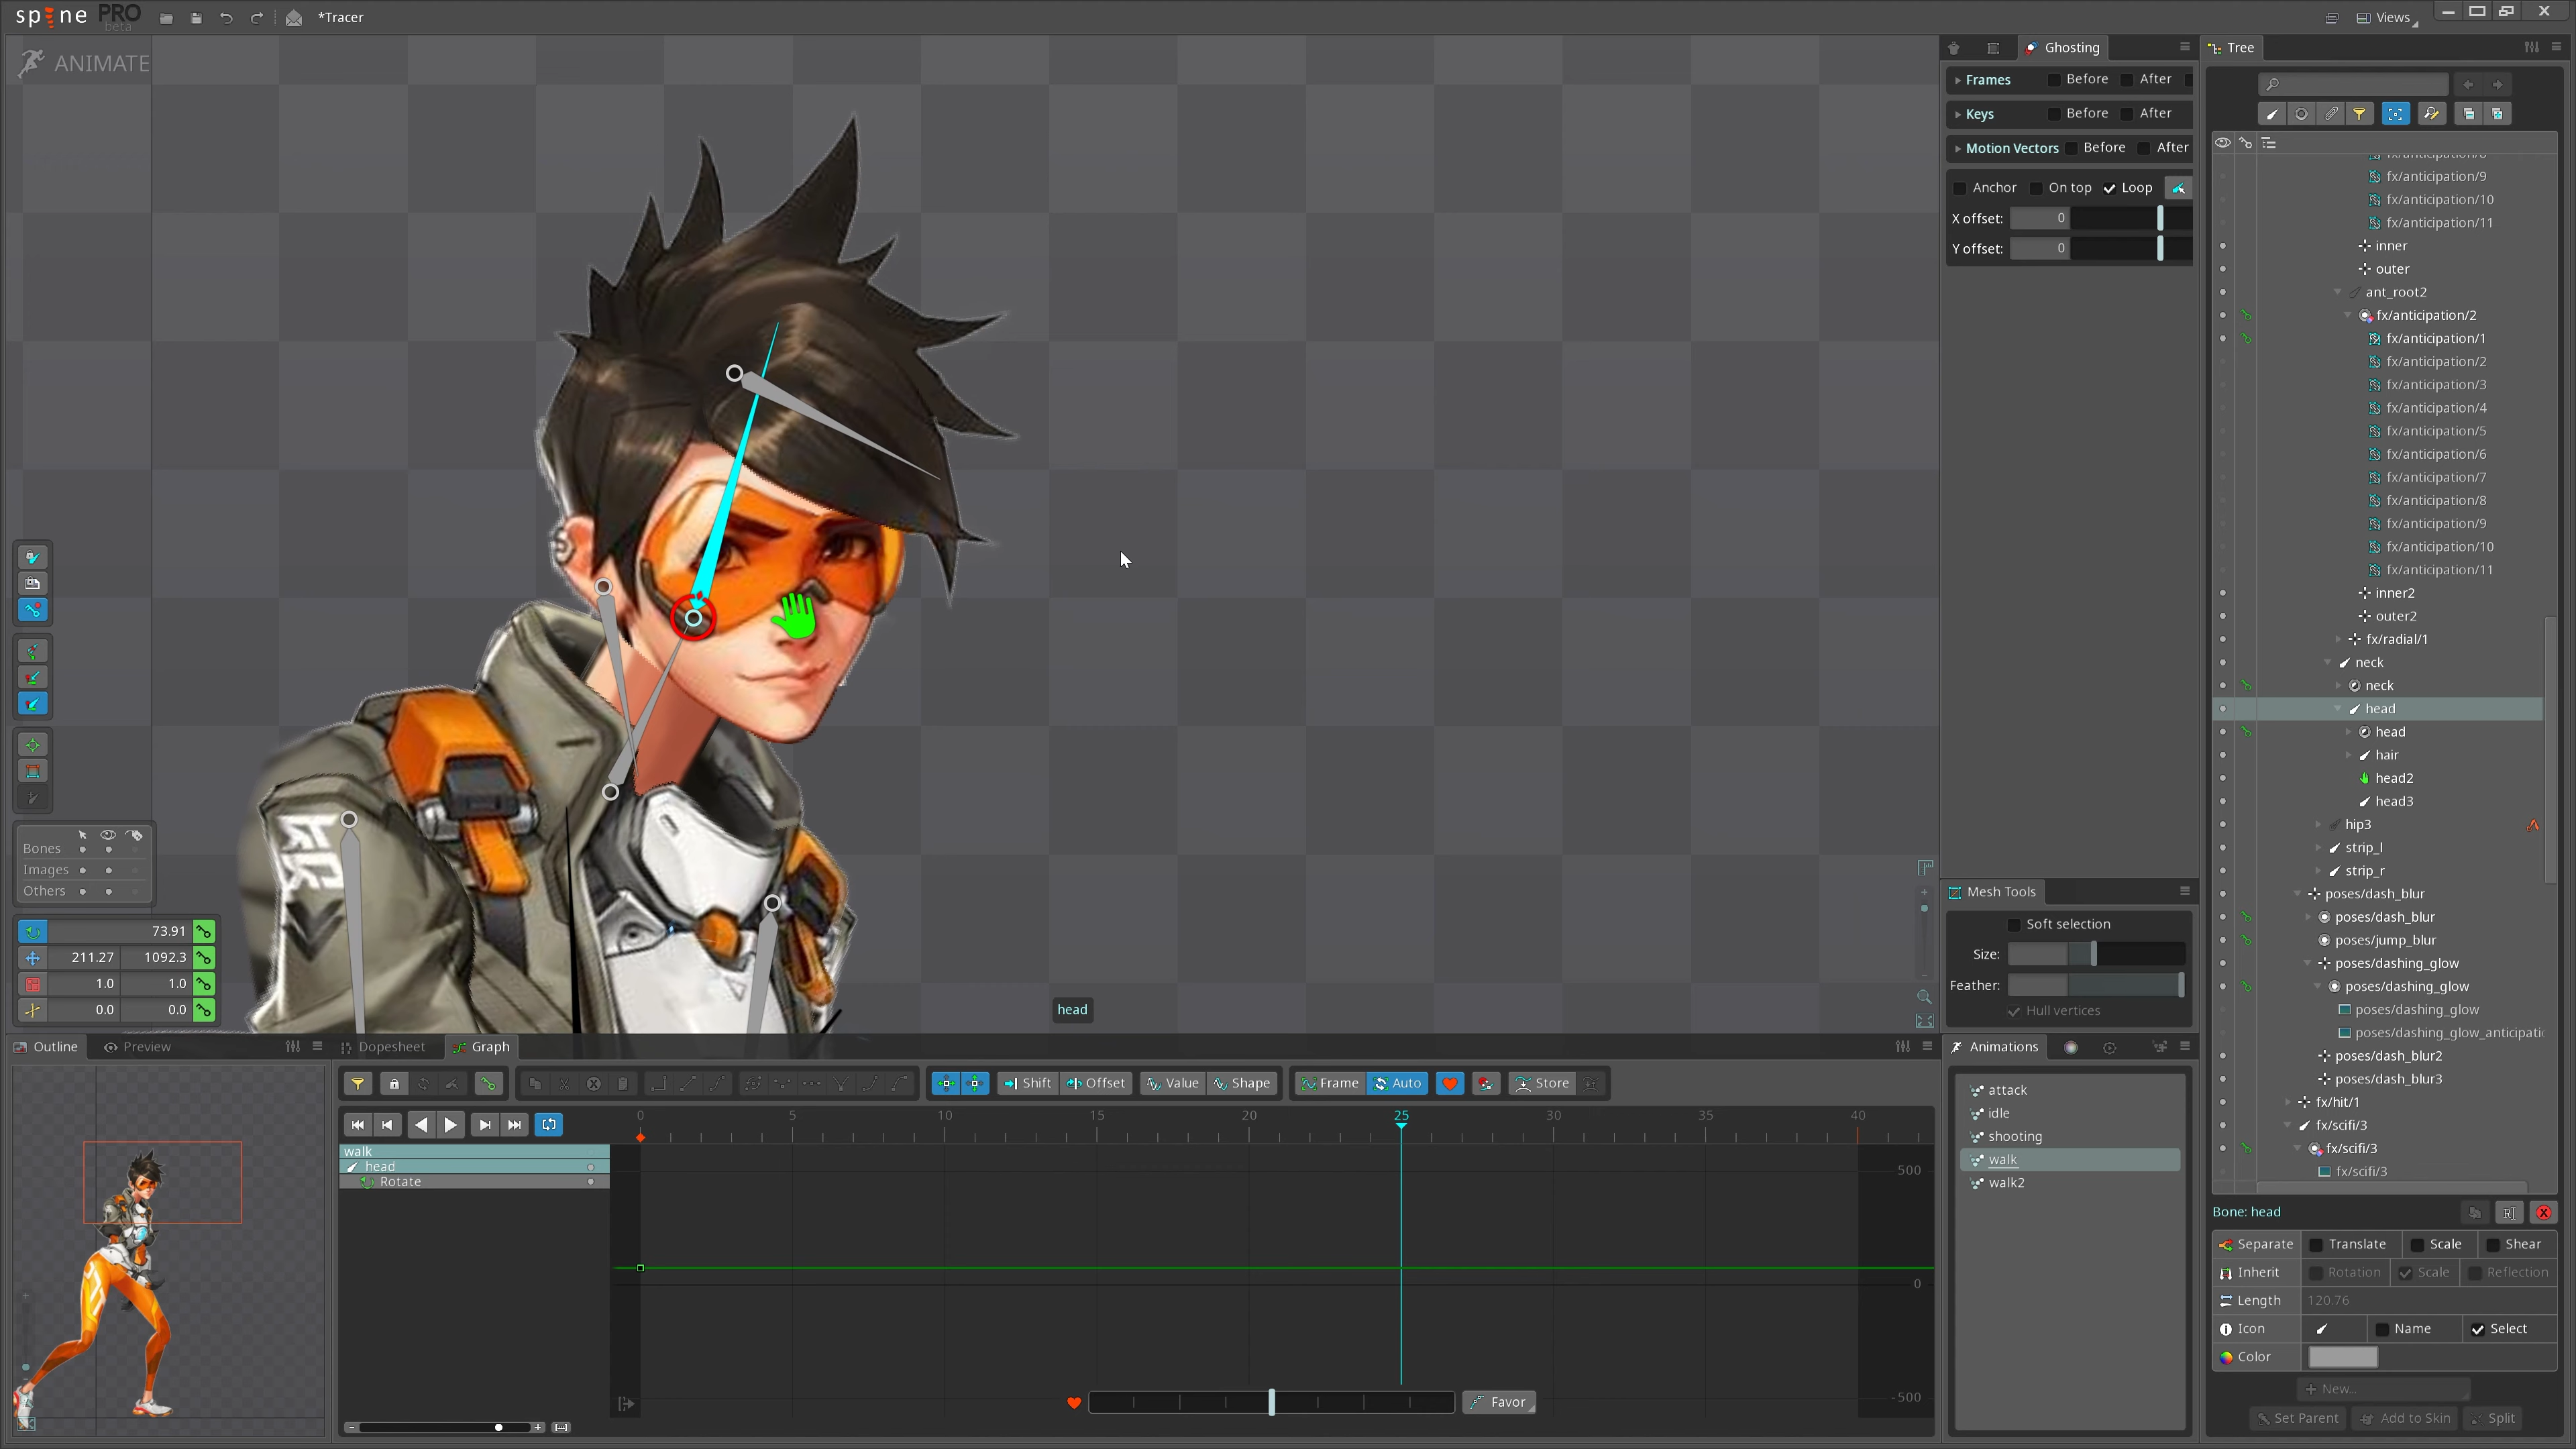 spine PRO beta
*Tracer
Views
ANIMATE
Ghosting
Frames Before After
Keys Before After
Motion Vectors Before After
Anchor On top Loop
X offset: 0
Y offset: 0
Tree
fx/anticipation/9
fx/anticipation/10
fx/anticipation/11
inner
outer
ant_root2
fx/anticipation/2
fx/anticipation/1
fx/anticipation/2
fx/anticipation/3
fx/anticipation/4
fx/anticipation/5
fx/anticipation/6
fx/anticipation/7
fx/anticipation/8
fx/anticipation/9
fx/anticipation/10
fx/anticipation/11
inner2
outer2
fx/radial/1
neck
neck
head
head
hair
head2
head3
hip3
strip_l
strip_r
poses/dash_blur
poses/dash_blur
poses/jump_blur
poses/dashing_glow
poses/dashing_glow
poses/dashing_glow
poses/dashing_glow_anticipatio
poses/dash_blur2
poses/dash_blur3
fx/hit/1
fx/scifi/3
fx/scifi/3
fx/scifi/3
Bones
Images
Others
73.91
211.27 1092.3
1.0 1.0
0.0 0.0
head
Mesh Tools
Soft selection
Size:
Feather:
Hull vertices
Outline Preview
Dopesheet Graph
Shift Offset Value Shape Frame Auto Store
0 5 10 15 20 25 30 35 40
walk
head
Rotate
500
0
-500
Favor
Animations
attack
idle
shooting
walk
walk2
Bone: head
Separate Translate Scale Shear
Inherit Rotation Scale Reflection
Length 120.76
Icon Name Select
Color
+ New...
Set Parent Add to Skin Split